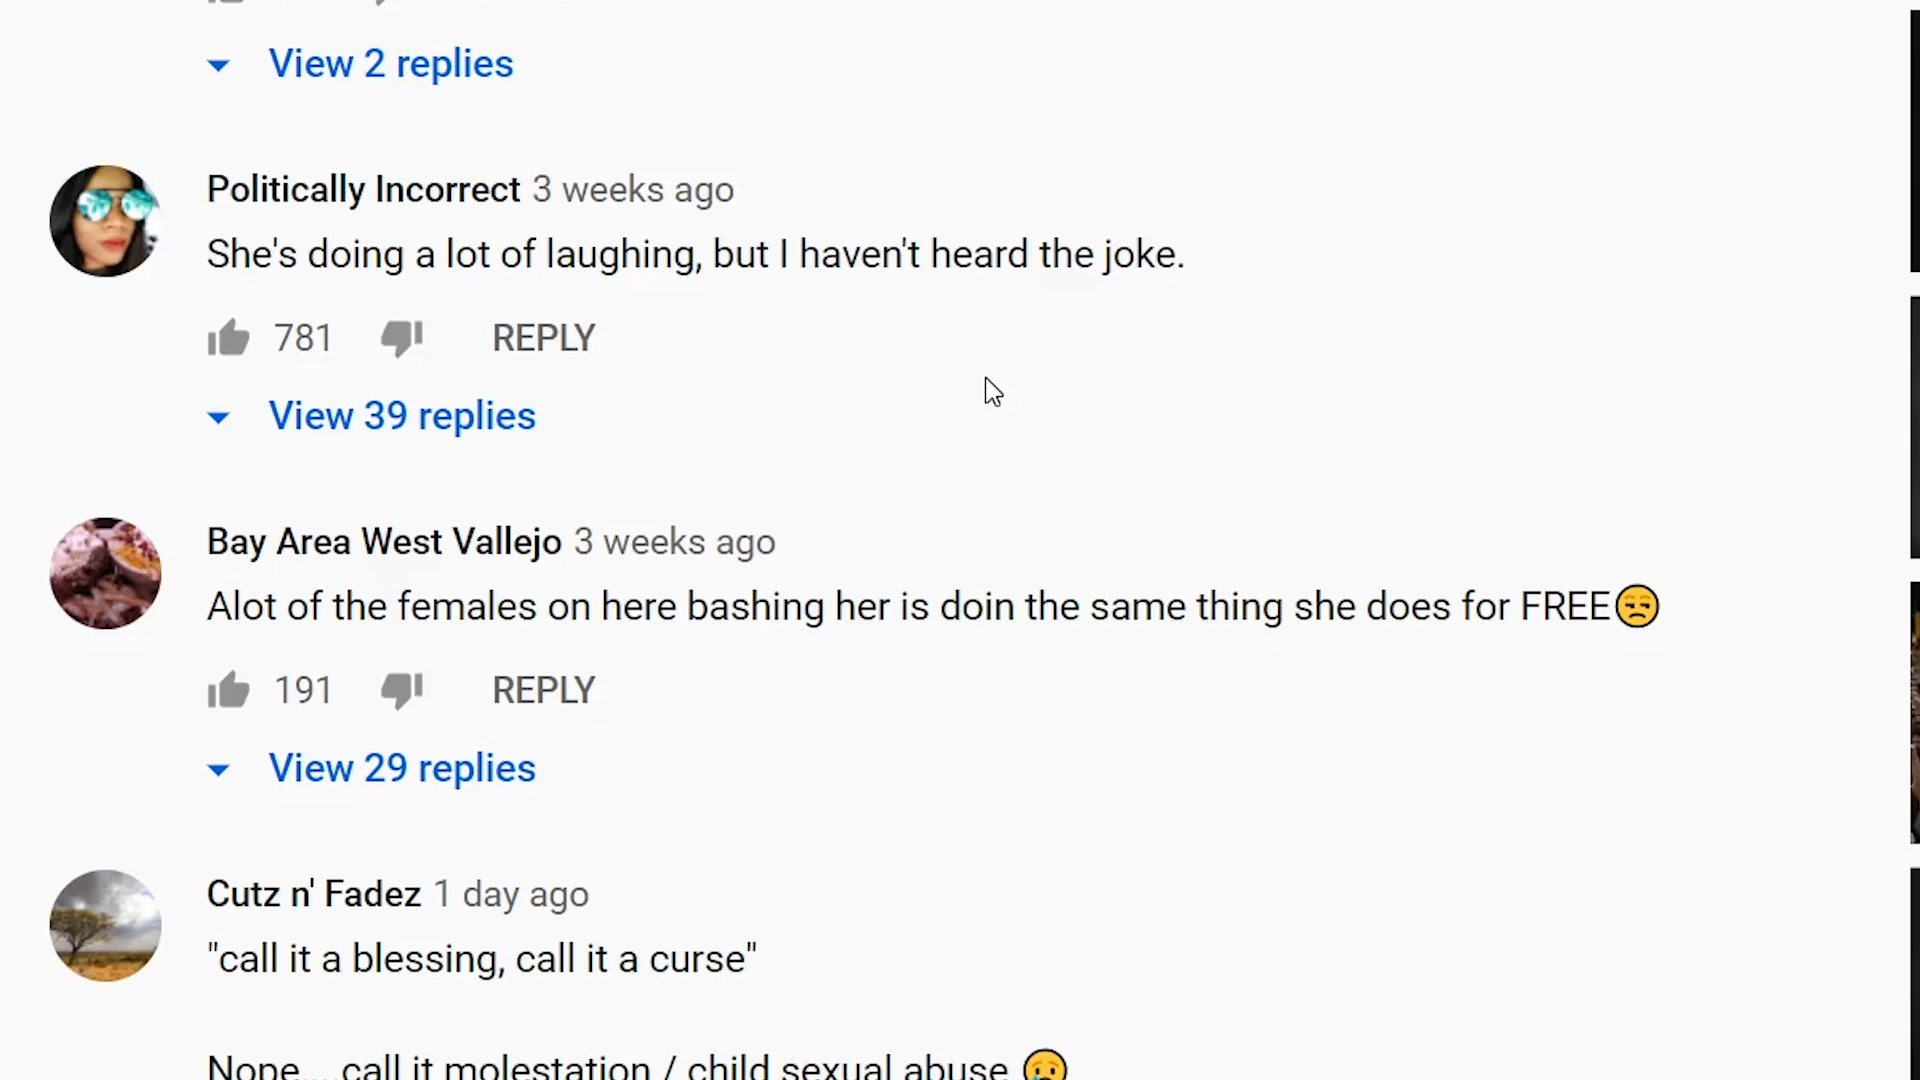 View 2 replies
Politically Incorrect 3 weeks ago
She's doing a lot of laughing, but I haven't heard the joke.
781 REPLY
View 39 replies
Bay Area West Vallejo 3 weeks ago
Alot of the females on here bashing her is doin the same thing she does for FREE😒
191 REPLY
View 29 replies
Cutz n' Fadez 1 day ago
"call it a blessing, call it a curse"
Nope....call it molestation / child sexual abuse 😢